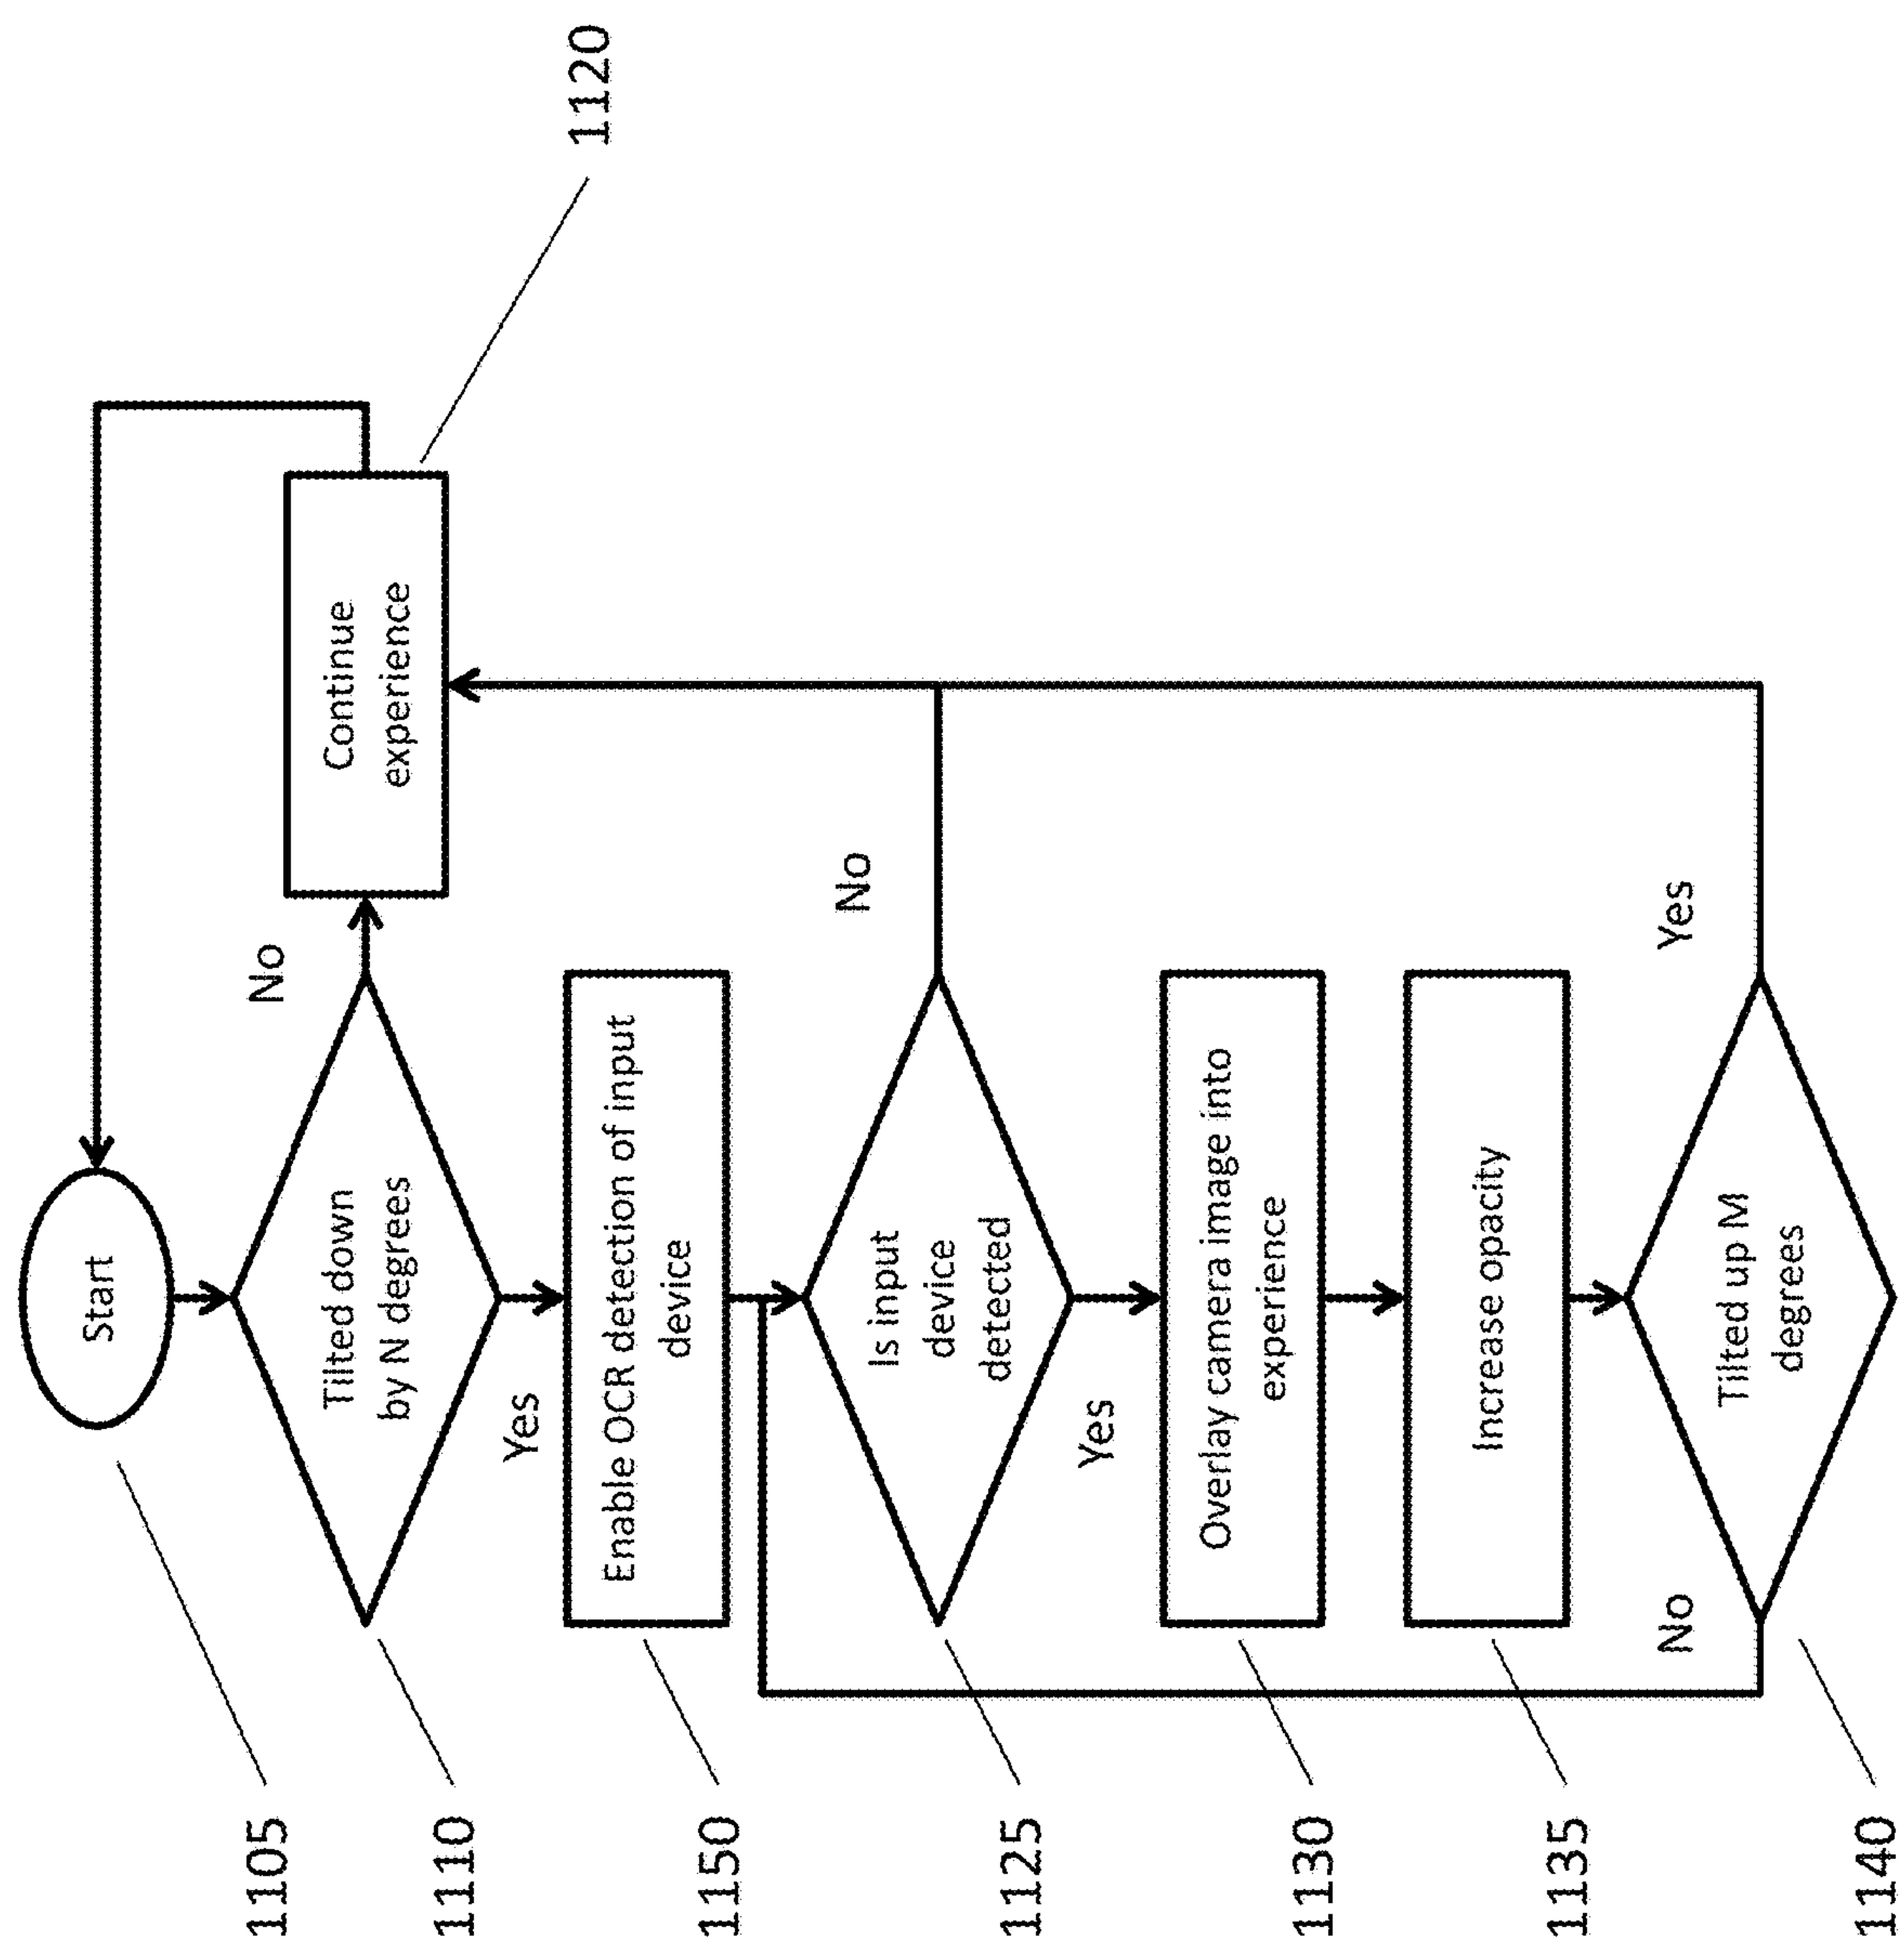 Start
1105
Tilted down
by N degrees
1110
No
Continue
experience
1120
Yes
Enable OCR detection of input
device
1150
Is input
device
detected
1125
No
Yes
Overlay camera image into
experience
1130
Increase opacity
1135
Tilted up M
degrees
1140
No
Yes